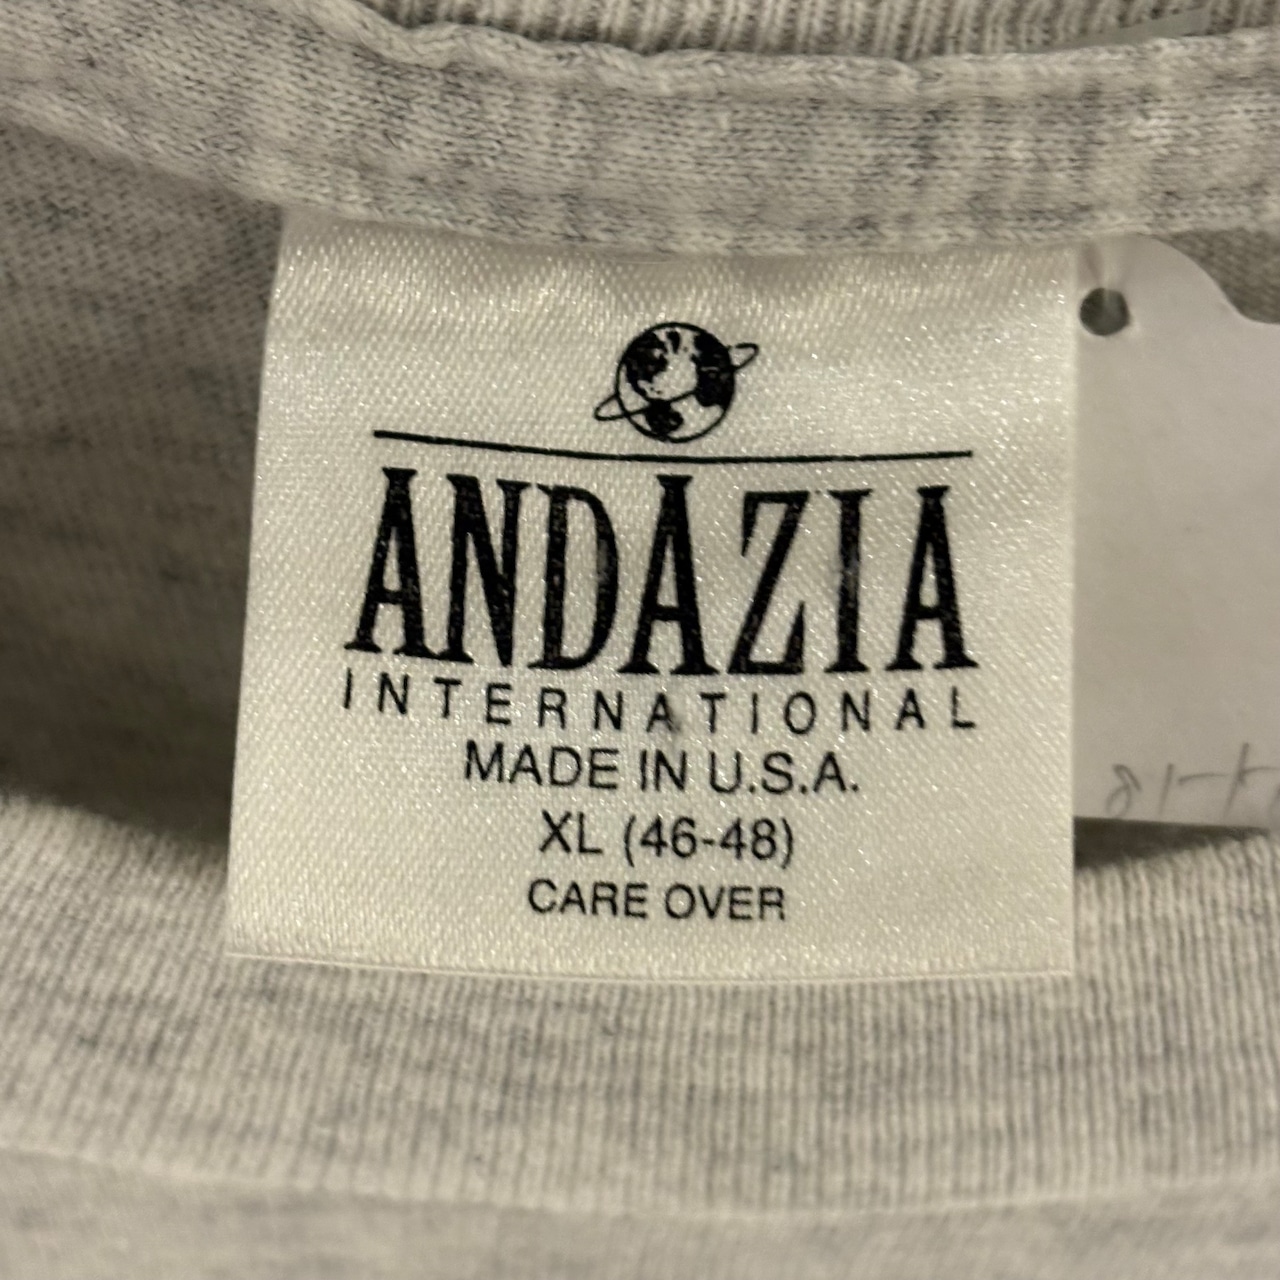 ANDAZIA
INTERNATIONAL
MADE IN U.S.A.
XL (46-48)
CARE OVER